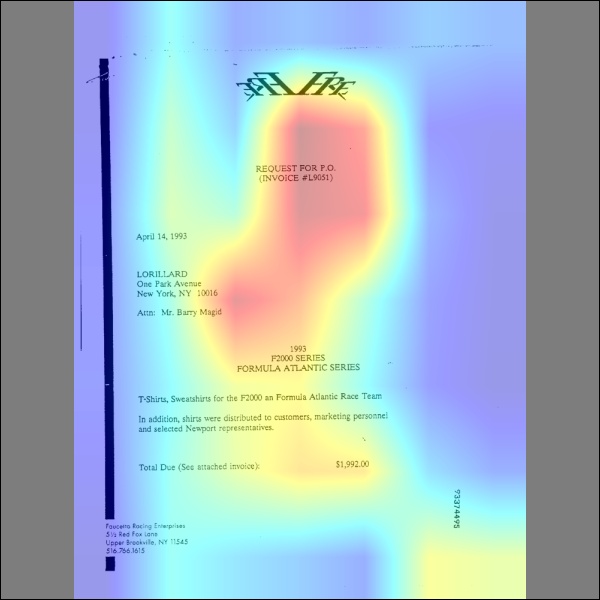 REQUEST FOR P.O.
(INVOICE #L9051)
April 14, 1993
LORILLARD
One Park Avenue
New York, NY 10016
Attn: Mr. Barry Magid
1993
F2000 SERIES
FORMULA ATLANTIC SERIES
T-Shirts, Sweatshirts for the F2000 an Formula Atlantic Race Team
In addition, shirts were distributed to customers, marketing personnel
and selected Newport representatives.
Total Due (See attached invoice): $1,992.00
93374495
Faucetta Racing Enterprises
5½ Red Fox Lane
Upper Brookville, NY 11545
516.766.1615